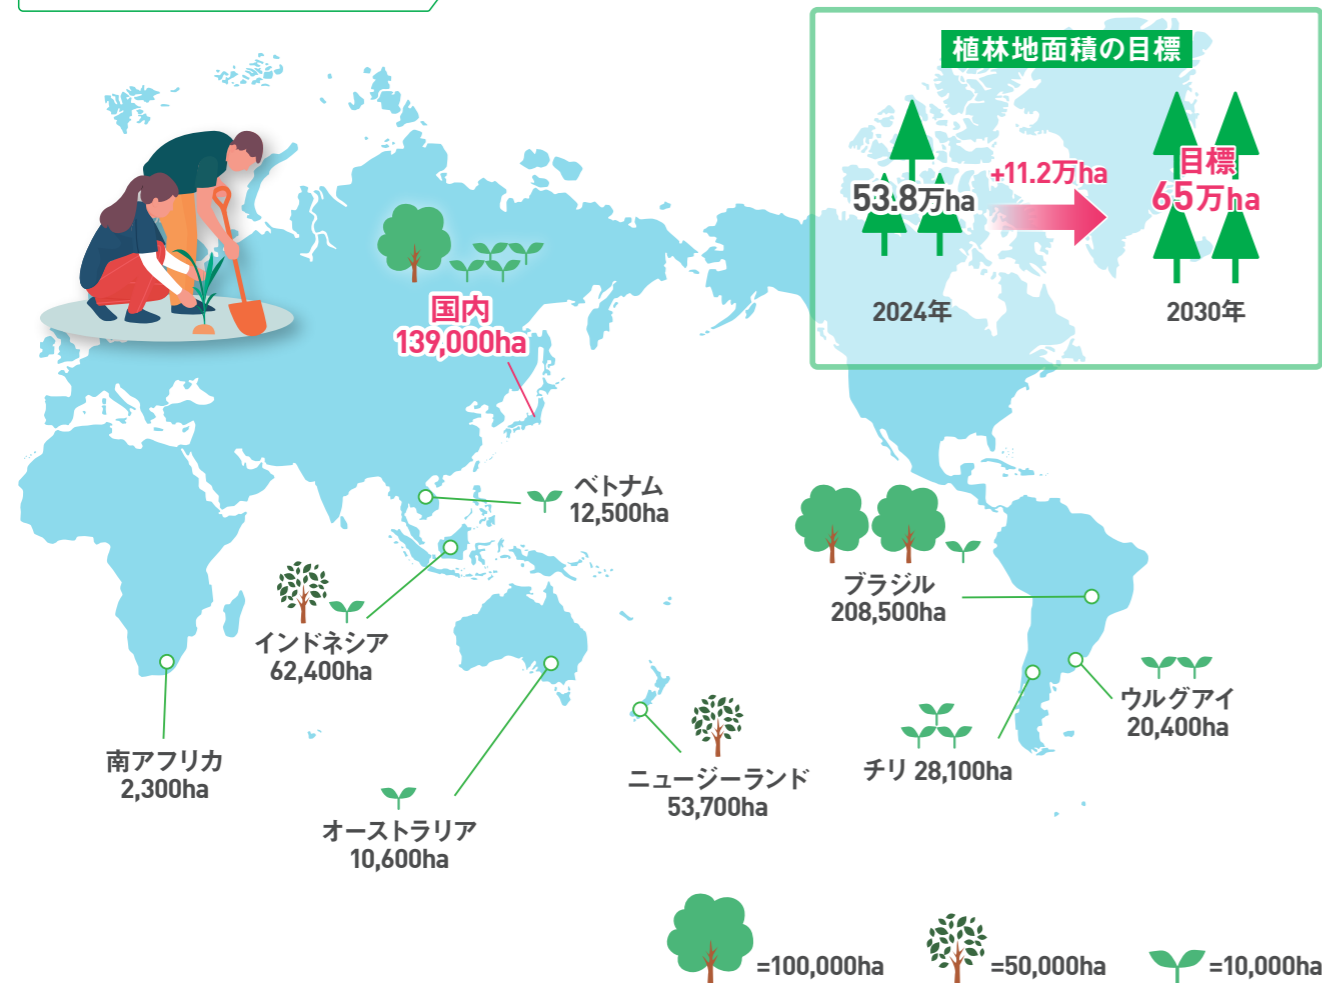 植林地面積の目標
53.8万ha
+11.2万ha
目標
65万ha
2024年
2030年
国内
139,000ha
ベトナム
12,500ha
インドネシア
62,400ha
南アフリカ
2,300ha
オーストラリア
10,600ha
ニュージーランド
53,700ha
ブラジル
208,500ha
ウルグアイ
20,400ha
チリ 28,100ha
=100,000ha
=50,000ha
=10,000ha